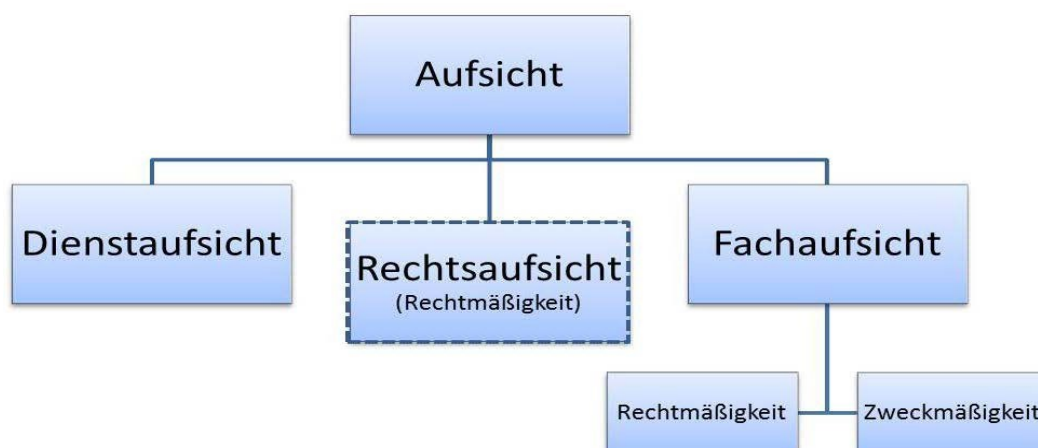 Aufsicht
Dienstaufsicht
Rechtsaufsicht
(Rechtmäßigkeit)
Fachaufsicht
Rechtmäßigkeit
Zweckmäßigkeit